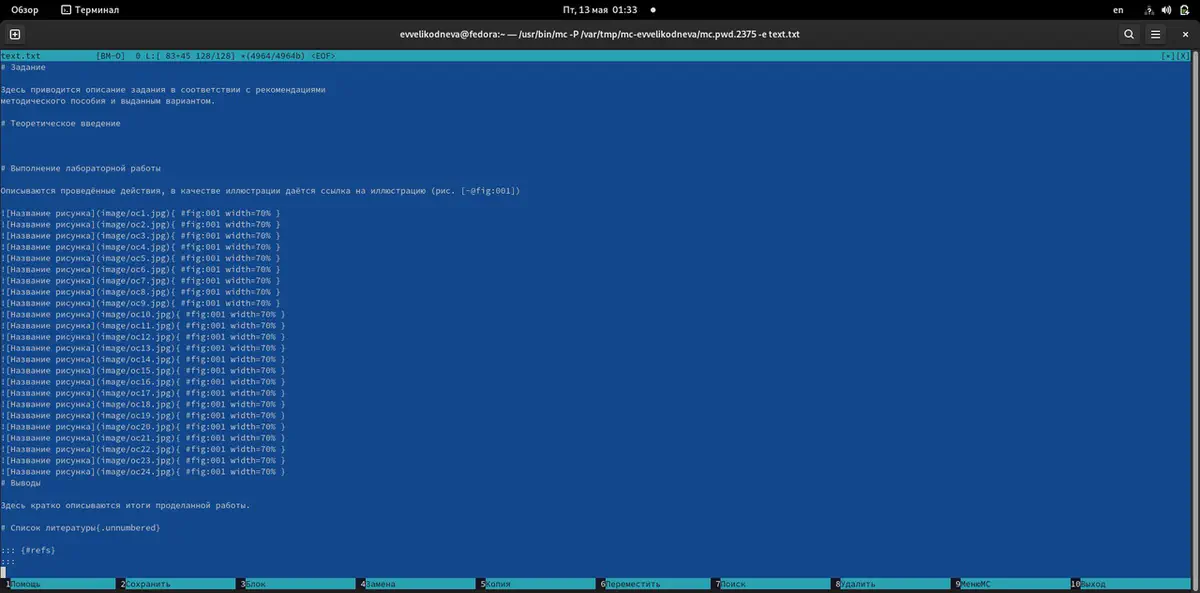 Обзор
Терминал
Пт, 13 мая 01:33
en
evvelikodneva@fedora:~ — /usr/bin/mc -P /var/tmp/mc-evvelikodneva/mc.pwd.2375 -e text.txt
text.txt [BM-O] 0 L:[ 83+45 128/128] *(4964/4964b) <EOF> [*][X]
# Задание
Здесь приводится описание задания в соответствии с рекомендациями
методического пособия и выданным вариантом.
# Теоретическое введение
# Выполнение лабораторной работы
Описываются проведённые действия, в качестве иллюстрации даётся ссылка на иллюстрацию (рис. [-@fig:001])
![Название рисунка](image/oc1.jpg){ #fig:001 width=70% }
![Название рисунка](image/oc2.jpg){ #fig:001 width=70% }
![Название рисунка](image/oc3.jpg){ #fig:001 width=70% }
![Название рисунка](image/oc4.jpg){ #fig:001 width=70% }
![Название рисунка](image/oc5.jpg){ #fig:001 width=70% }
![Название рисунка](image/oc6.jpg){ #fig:001 width=70% }
![Название рисунка](image/oc7.jpg){ #fig:001 width=70% }
![Название рисунка](image/oc8.jpg){ #fig:001 width=70% }
![Название рисунка](image/oc9.jpg){ #fig:001 width=70% }
![Название рисунка](image/oc10.jpg){ #fig:001 width=70% }
![Название рисунка](image/oc11.jpg){ #fig:001 width=70% }
![Название рисунка](image/oc12.jpg){ #fig:001 width=70% }
![Название рисунка](image/oc13.jpg){ #fig:001 width=70% }
![Название рисунка](image/oc14.jpg){ #fig:001 width=70% }
![Название рисунка](image/oc15.jpg){ #fig:001 width=70% }
![Название рисунка](image/oc16.jpg){ #fig:001 width=70% }
![Название рисунка](image/oc17.jpg){ #fig:001 width=70% }
![Название рисунка](image/oc18.jpg){ #fig:001 width=70% }
![Название рисунка](image/oc19.jpg){ #fig:001 width=70% }
![Название рисунка](image/oc20.jpg){ #fig:001 width=70% }
![Название рисунка](image/oc21.jpg){ #fig:001 width=70% }
![Название рисунка](image/oc22.jpg){ #fig:001 width=70% }
![Название рисунка](image/oc23.jpg){ #fig:001 width=70% }
![Название рисунка](image/oc24.jpg){ #fig:001 width=70% }
# Выводы
Здесь кратко описываются итоги проделанной работы.
# Список литературы{.unnumbered}
::: {#refs}
:::
1Помощь 2Сохранить 3Блок 4Замена 5Копия 6Переместить 7Поиск 8Удалить 9МенюMC 10Выход